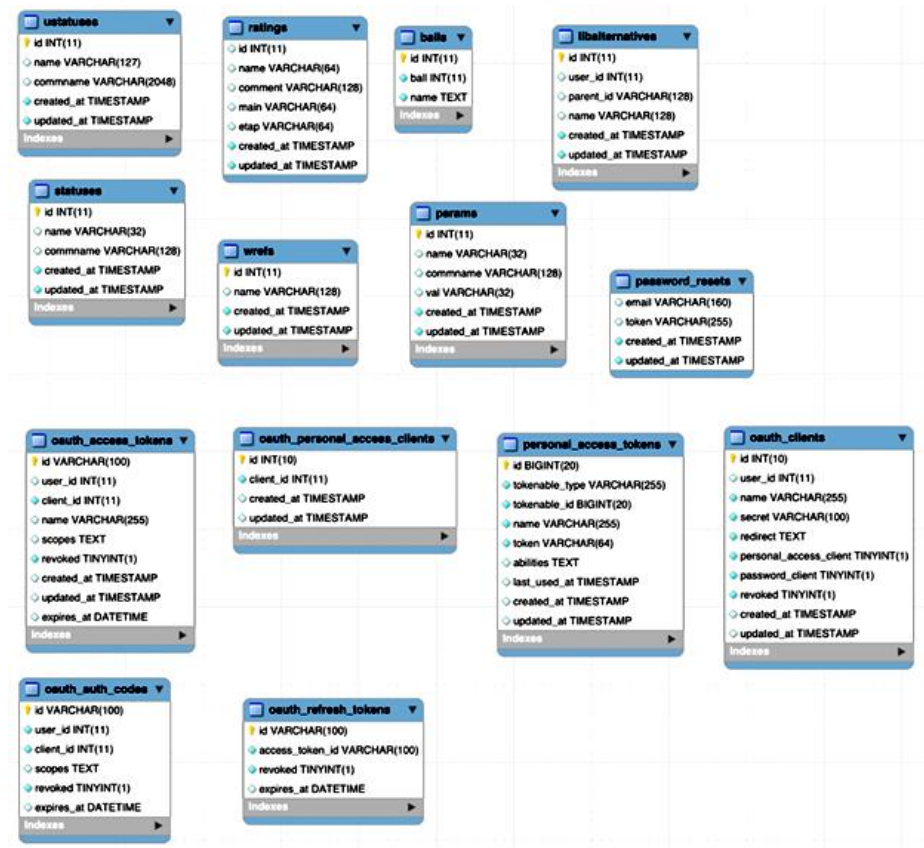 ustatuses
id INT(11)
name VARCHAR(127)
commname VARCHAR(2048)
created_at TIMESTAMP
updated_at TIMESTAMP
Indexes
ratings
id INT(11)
name VARCHAR(64)
comment VARCHAR(128)
main VARCHAR(64)
etap VARCHAR(64)
created_at TIMESTAMP
updated_at TIMESTAMP
balls
id INT(11)
ball INT(11)
name TEXT
Indexes
libalternatives
id INT(11)
user_id INT(11)
parent_id VARCHAR(128)
name VARCHAR(128)
created_at TIMESTAMP
updated_at TIMESTAMP
Indexes
statuses
id INT(11)
name VARCHAR(32)
commname VARCHAR(128)
created_at TIMESTAMP
updated_at TIMESTAMP
Indexes
wrefs
id INT(11)
name VARCHAR(128)
created_at TIMESTAMP
updated_at TIMESTAMP
Indexes
params
id INT(11)
name VARCHAR(32)
commname VARCHAR(128)
val VARCHAR(32)
created_at TIMESTAMP
updated_at TIMESTAMP
Indexes
password_resets
email VARCHAR(160)
token VARCHAR(255)
created_at TIMESTAMP
updated_at TIMESTAMP
oauth_access_tokens
id VARCHAR(100)
user_id INT(11)
client_id INT(11)
name VARCHAR(255)
scopes TEXT
revoked TINYINT(1)
created_at TIMESTAMP
updated_at TIMESTAMP
expires_at DATETIME
Indexes
oauth_personal_access_clients
id INT(10)
client_id INT(11)
created_at TIMESTAMP
updated_at TIMESTAMP
Indexes
personal_access_tokens
id BIGINT(20)
tokenable_type VARCHAR(255)
tokenable_id BIGINT(20)
name VARCHAR(255)
token VARCHAR(64)
abilities TEXT
last_used_at TIMESTAMP
created_at TIMESTAMP
updated_at TIMESTAMP
Indexes
oauth_clients
id INT(10)
user_id INT(11)
name VARCHAR(255)
secret VARCHAR(100)
redirect TEXT
personal_access_client TINYINT(1)
password_client TINYINT(1)
revoked TINYINT(1)
created_at TIMESTAMP
updated_at TIMESTAMP
Indexes
oauth_auth_codes
id VARCHAR(100)
user_id INT(11)
client_id INT(11)
scopes TEXT
revoked TINYINT(1)
expires_at DATETIME
Indexes
oauth_refresh_tokens
id VARCHAR(100)
access_token_id VARCHAR(100)
revoked TINYINT(1)
expires_at DATETIME
Indexes